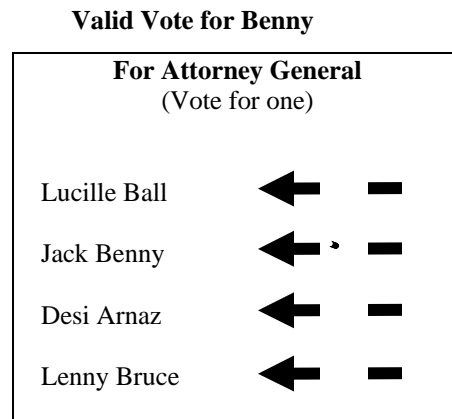 Valid Vote for Benny
For Attorney General
(Vote for one)
Lucille Ball
Jack Benny
Desi Arnaz
Lenny Bruce